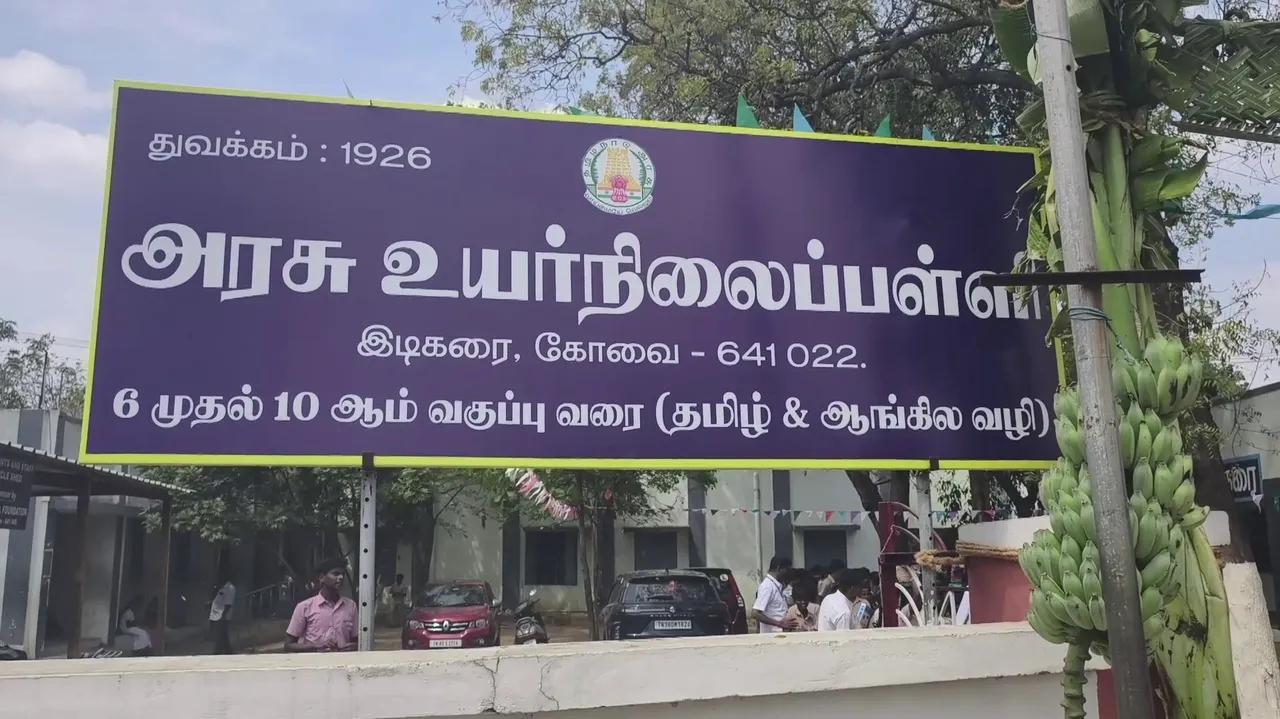 துவக்கம் : 1926
அரசு உயர்நிலைப்பள்ளி
இடிகரை, கோவை - 641 022.
6 முதல் 10 ஆம் வகுப்பு வரை (தமிழ் & ஆங்கில வழி)